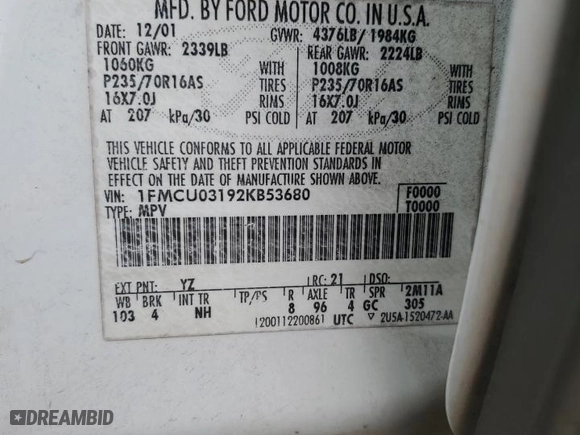 MFD. BY FORD MOTOR CO. IN U.S.A.
DATE: 12/01 GVWR: 4376LB/ 1984KG
FRONT GAWR: 2339LB REAR GAWR: 2224LB
1060KG WITH 1008KG WITH
P235/70R16AS TIRES P235/70R16AS TIRES
16X7.0J RIMS 16X7.0J RIMS
AT 207 kPa/30 PSI COLD AT 207 kPa/30 PSI COLD
THIS VEHICLE CONFORMS TO ALL APPLICABLE FEDERAL MOTOR
VEHICLE SAFETY AND THEFT PREVENTION STANDARDS IN
EFFECT ON THE DATE OF MANUFACTURE SHOWN ABOVE.
VIN: 1FMCU03192KB53680 F0000
TYPE: MPV T0000
EXT PNT: YZ RC: 21 DSO:
WB BRK INT TR TP/PS R AXLE TR SPR 2M11A
103 4 NH 8 96 4 GC 305
1200112200861 UTC ▽ 2U5A-1520472-AA
DREAMBID